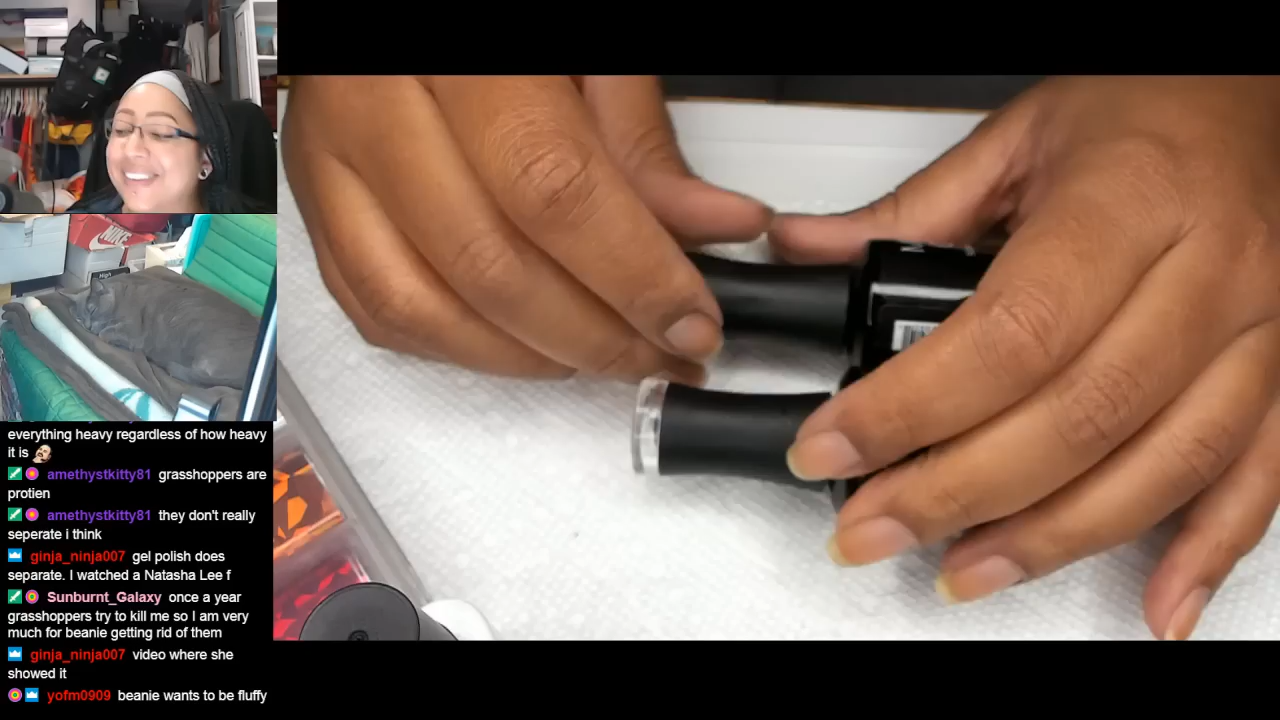 NIKE
High
everything heavy regardless of how heavy
it is
amethystkitty81 grasshoppers are
protien
amethystkitty81 they don't really
seperate i think
ginja_ninja007 gel polish does
separate. I watched a Natasha Lee f
Sunburnt_Galaxy once a year
grasshoppers try to kill me so I am very
much for beanie getting rid of them
ginja_ninja007 video where she
showed it
yofm0909 beanie wants to be fluffy